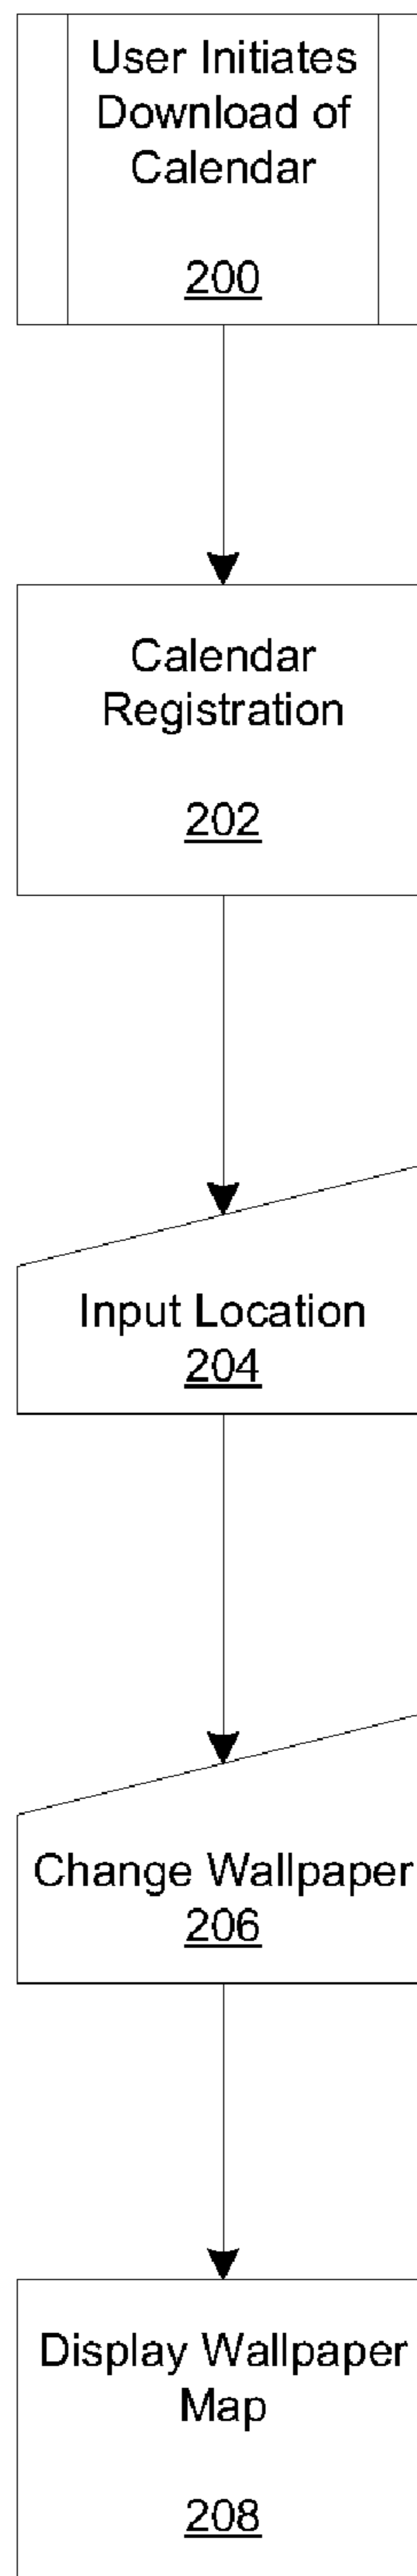 User Initiates
Download of
Calendar
200
Calendar
Registration
202
Input Location
204
Change Wallpaper
206
Display Wallpaper
Map
208